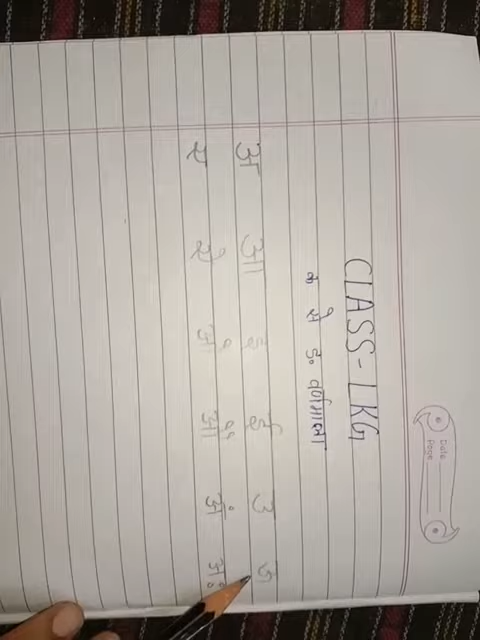 Date
Page
CLASS-LKG
से वर्णमाला
अ आ इ ई उ ऊ
ए ऐ ओ औ अं अः